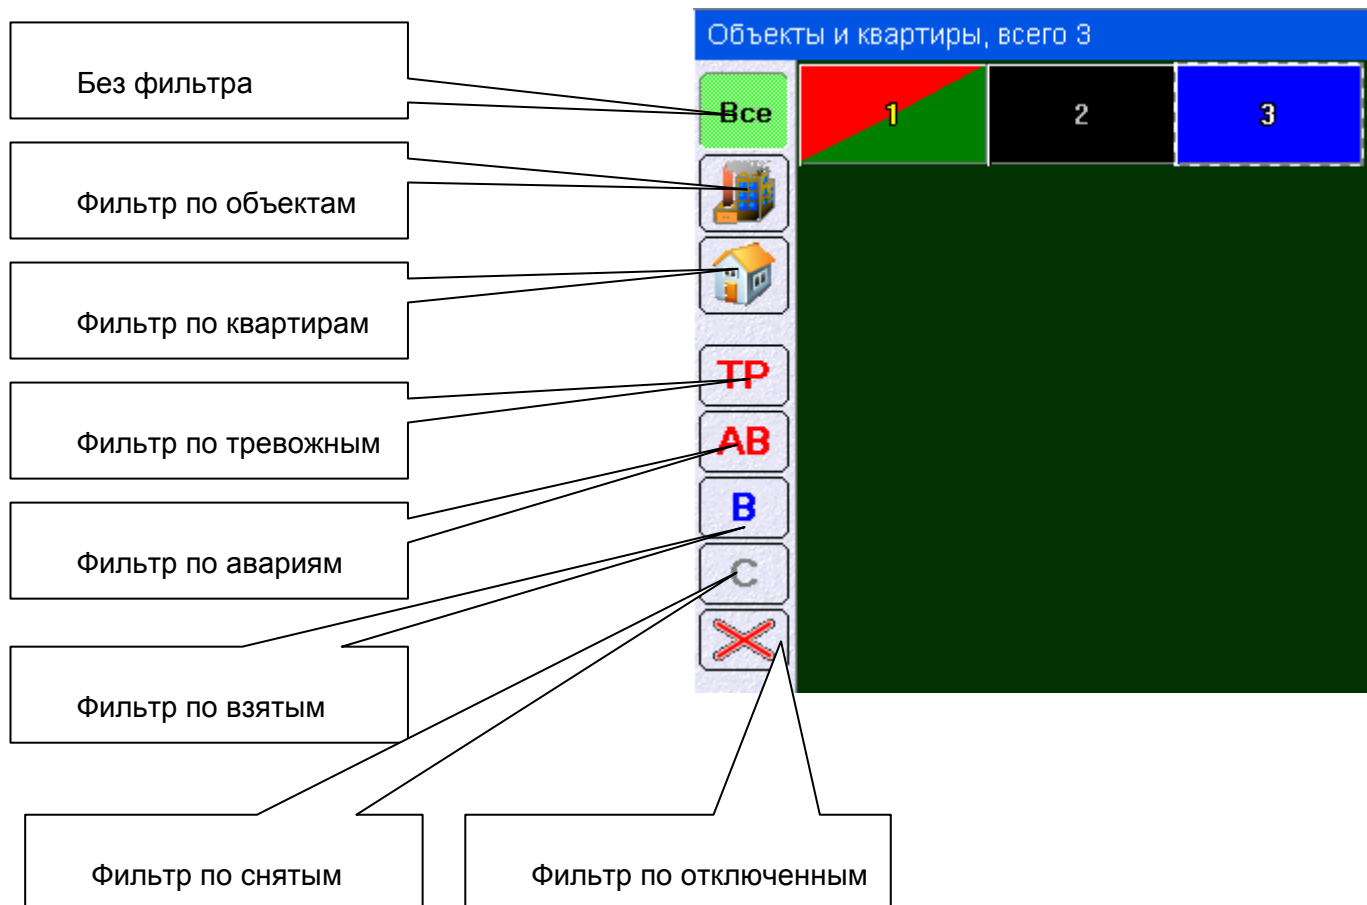 Без фильтра
Фильтр по объектам
Фильтр по квартирам
Фильтр по тревожным
Фильтр по авариям
Фильтр по взятым
Фильтр по снятым
Фильтр по отключенным
Объекты и квартиры, всего 3
Все
1 2 3
ТР
АВ
В
С